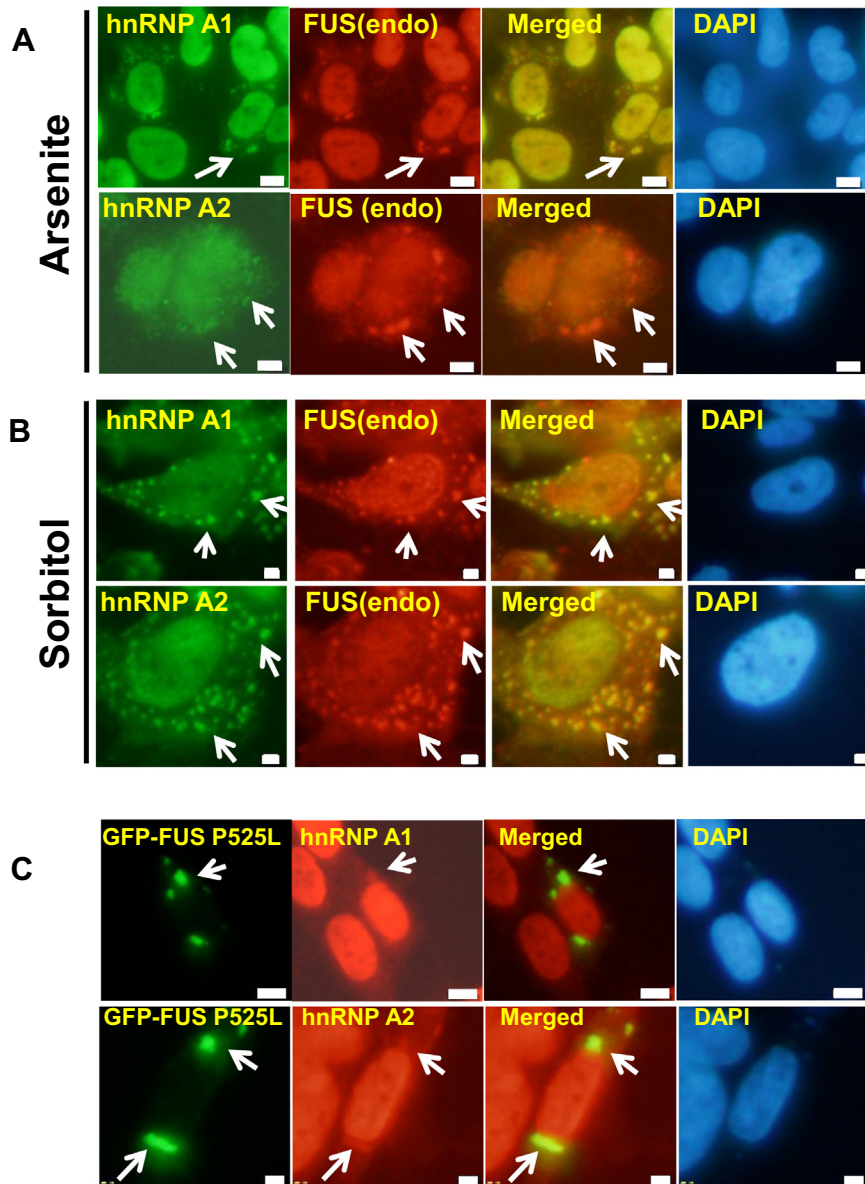 A
Arsenite
hnRNP A1 FUS(endo) Merged DAPI
hnRNP A2 FUS (endo) Merged DAPI
B
Sorbitol
hnRNP A1 FUS(endo) Merged DAPI
hnRNP A2 FUS(endo) Merged DAPI
C
GFP-FUS P525L hnRNP A1 Merged DAPI
GFP-FUS P525L hnRNP A2 Merged DAPI